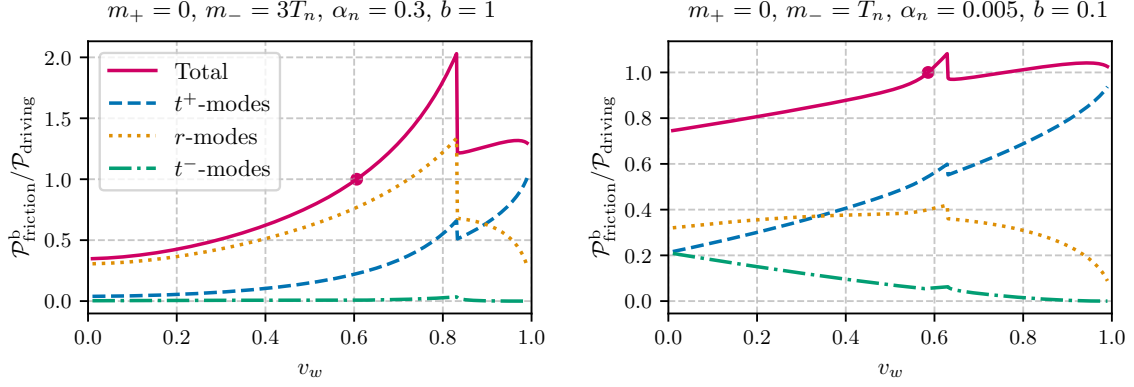 m₊ = 0, m₋ = 3Tₙ, αₙ = 0.3, b = 1
2.0
1.5
1.0
0.5
0.0
P^b_friction/P_driving
Total
t⁺-modes
r-modes
t⁻-modes
0.0 0.2 0.4 0.6 0.8 1.0
v_w
m₊ = 0, m₋ = Tₙ, αₙ = 0.005, b = 0.1
1.0
0.8
0.6
0.4
0.2
0.0
P^b_friction/P_driving
0.0 0.2 0.4 0.6 0.8 1.0
v_w